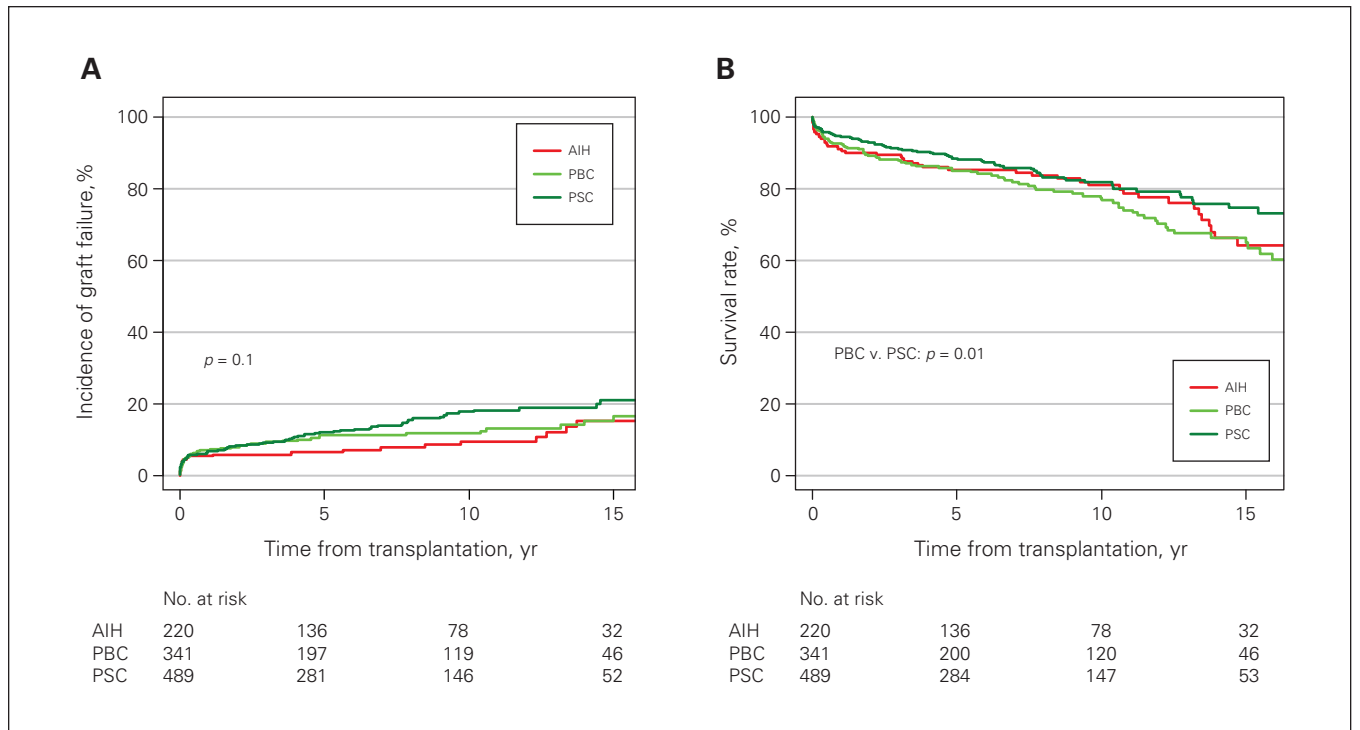 A
Incidence of graft failure, %
100
80
60
40
20
0
AIH
PBC
PSC
p = 0.1
0 5 10 15
Time from transplantation, yr
No. at risk
AIH 220 136 78 32
PBC 341 197 119 46
PSC 489 281 146 52
B
Survival rate, %
100
80
60
40
20
0
PBC v. PSC: p = 0.01
AIH
PBC
PSC
0 5 10 15
Time from transplantation, yr
No. at risk
AIH 220 136 78 32
PBC 341 200 120 46
PSC 489 284 147 53